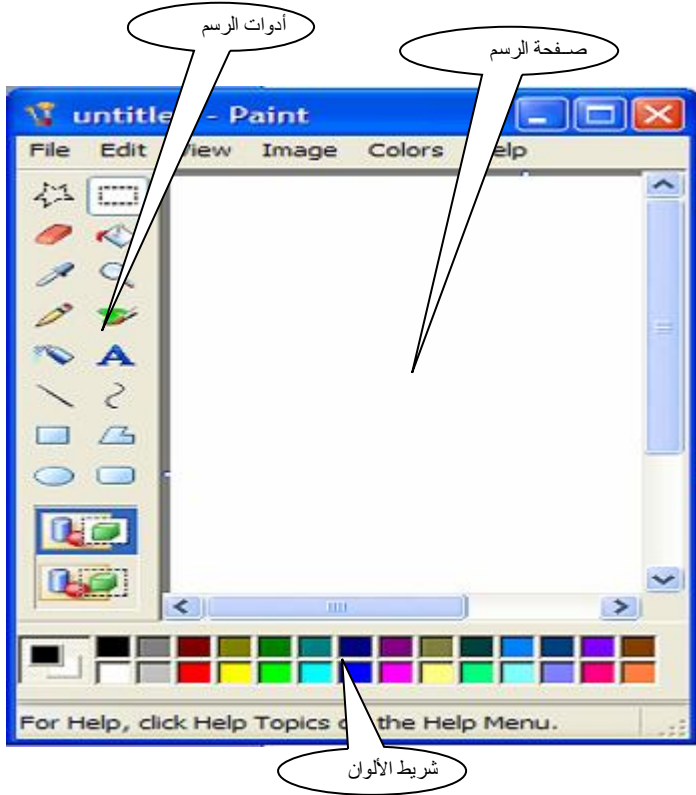 أدوات الرسم
صفحة الرسم
untitle - Paint
File Edit View Image Colors elp
A
For Help, click Help Topics the Help Menu.
شريط الألوان